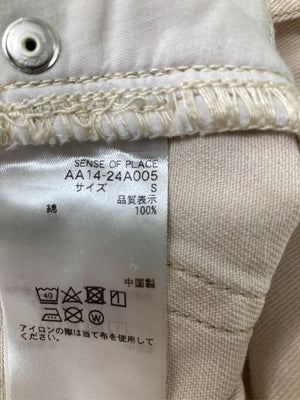 SENSE OF PLACE
AA14-24A005
サイズ S
品質表示
綿 100%
中国製
40
W
アイロンの際は当て布を使用し
てください。